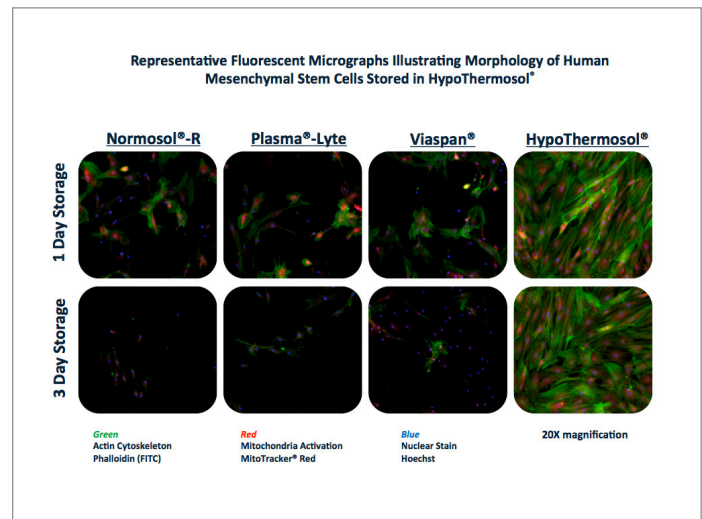 Representative Fluorescent Micrographs Illustrating Morphology of Human
Mesenchymal Stem Cells Stored in HypoThermosol®
Normosol®-R
Plasma®-Lyte
Viaspan®
HypoThermosol®
1 Day Storage
3 Day Storage
Green
Actin Cytoskeleton
Phalloidin (FITC)
Red
Mitochondria Activation
MitoTracker® Red
Blue
Nuclear Stain
Hoechst
20X magnification